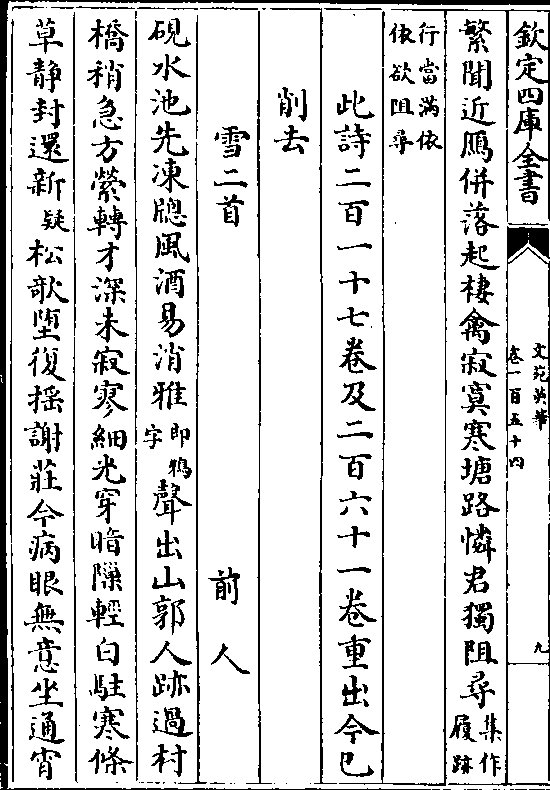 欽定四庫全書
文苑英華
卷一百五十四
九
繁聞近鴈併落起棲禽寂寞寒塘路憐君獨阻尋集作
履跡
行當滿依
依欲阻尋
此詩二百一十七卷及二百六十一卷重出今已
削去
雪二首 前人
硯水池先凍牕風酒易消雅即鴉
字聲出山郭人跡過村
橋稍急方縈轉才深未寂寥細光穿暗隟輕白駐寒條
草静封還新疑松欹墮復揺謝莊今病眼無意坐通宵